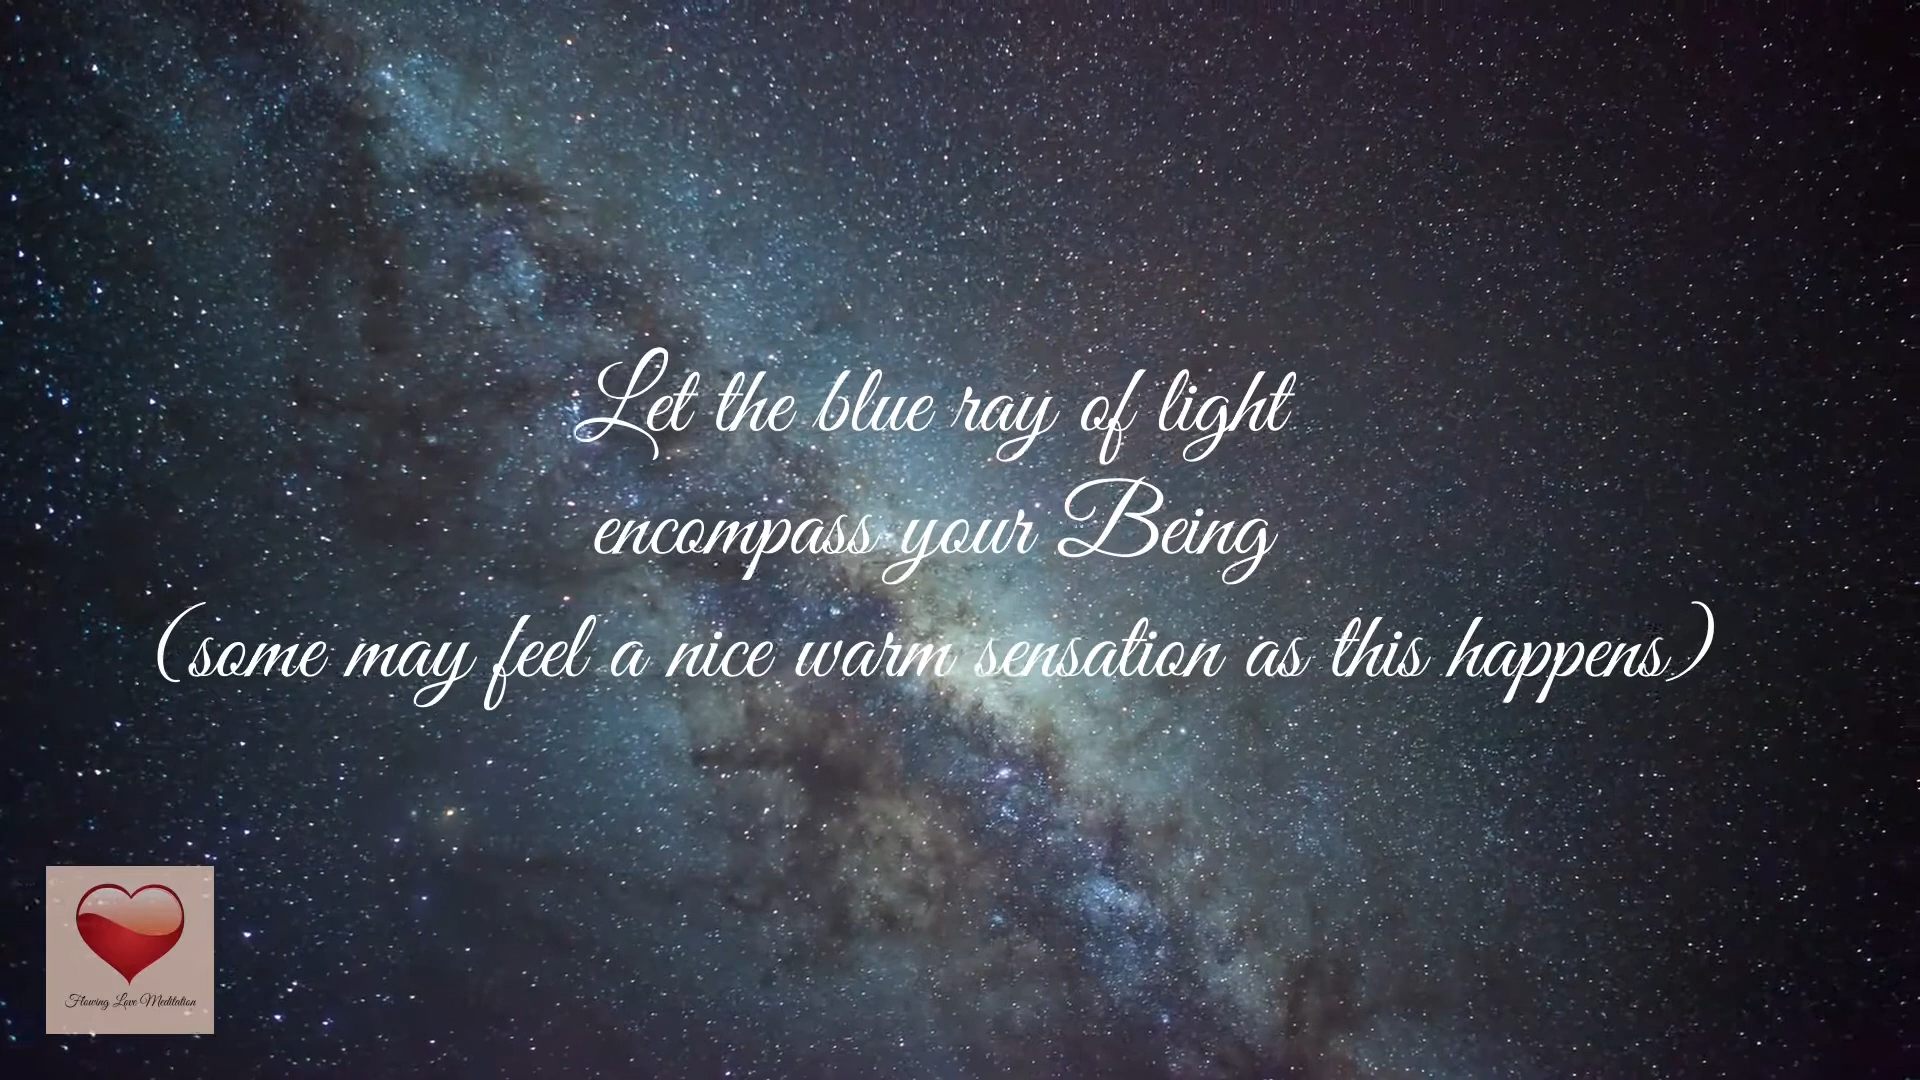 Let the blue ray of light
encompass your Being
(some may feel a nice warm sensation as this happens)
Flowing Love Meditation